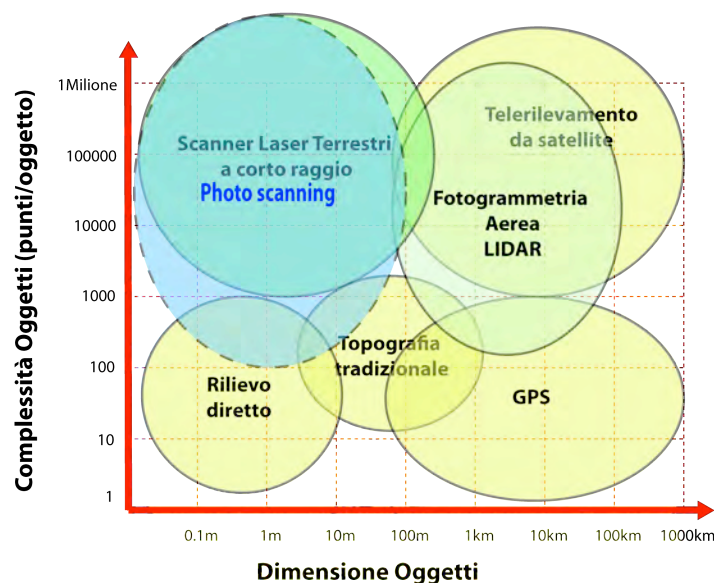 Complessità Oggetti (punti/oggetto)
1Milione
100000
10000
1000
100
10
1
Scanner Laser Terrestri
a corto raggio
Photo scanning
Telerilevamento
da satellite
Fotogrammetria
Aerea
LIDAR
Topografia
tradizionale
Rilievo
diretto
GPS
0.1m 1m 10m 100m 1km 10km 100km 1000km
Dimensione Oggetti